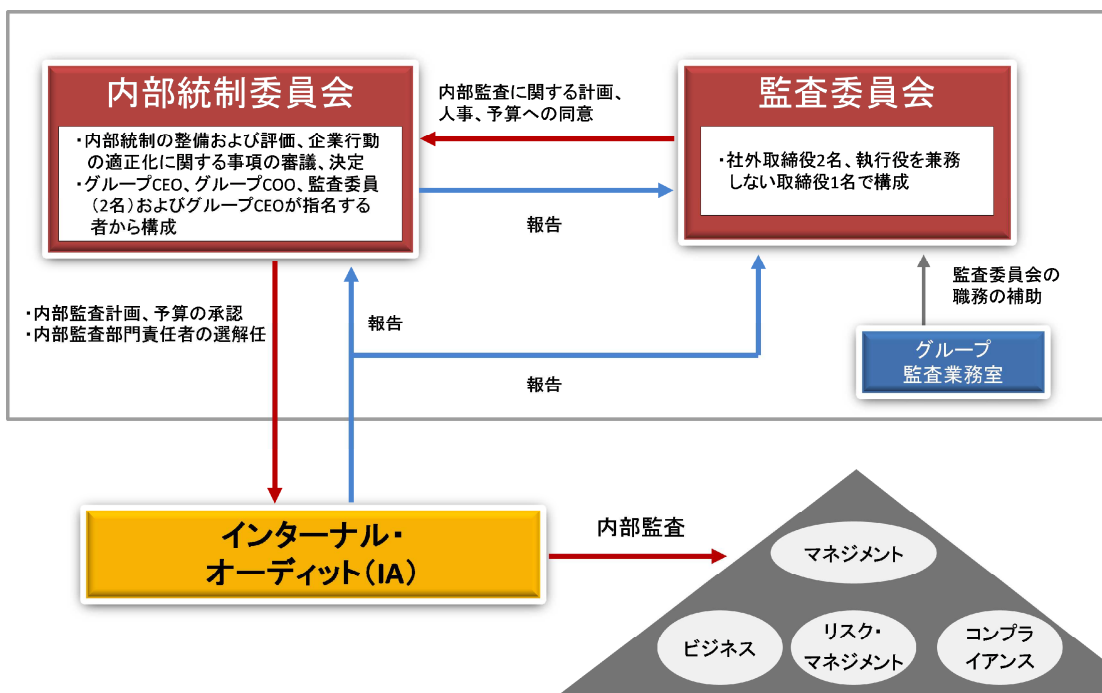 内部統制委員会
・内部統制の整備および評価、企業行動
の適正化に関する事項の審議、決定
・グループCEO、グループCOO、監査委員
(2名)およびグループCEOが指名する
者から構成
内部監査に関する計画、
人事、予算への同意
報告
監査委員会
・社外取締役2名、執行役を兼務
しない取締役1名で構成
・内部監査計画、予算の承認
・内部監査部門責任者の選解任
報告
報告
監査委員会の
職務の補助
グループ
監査業務室
インターナル・
オーディット(IA)
内部監査
マネジメント
ビジネス
リスク・
マネジメント
コンプラ
イアンス